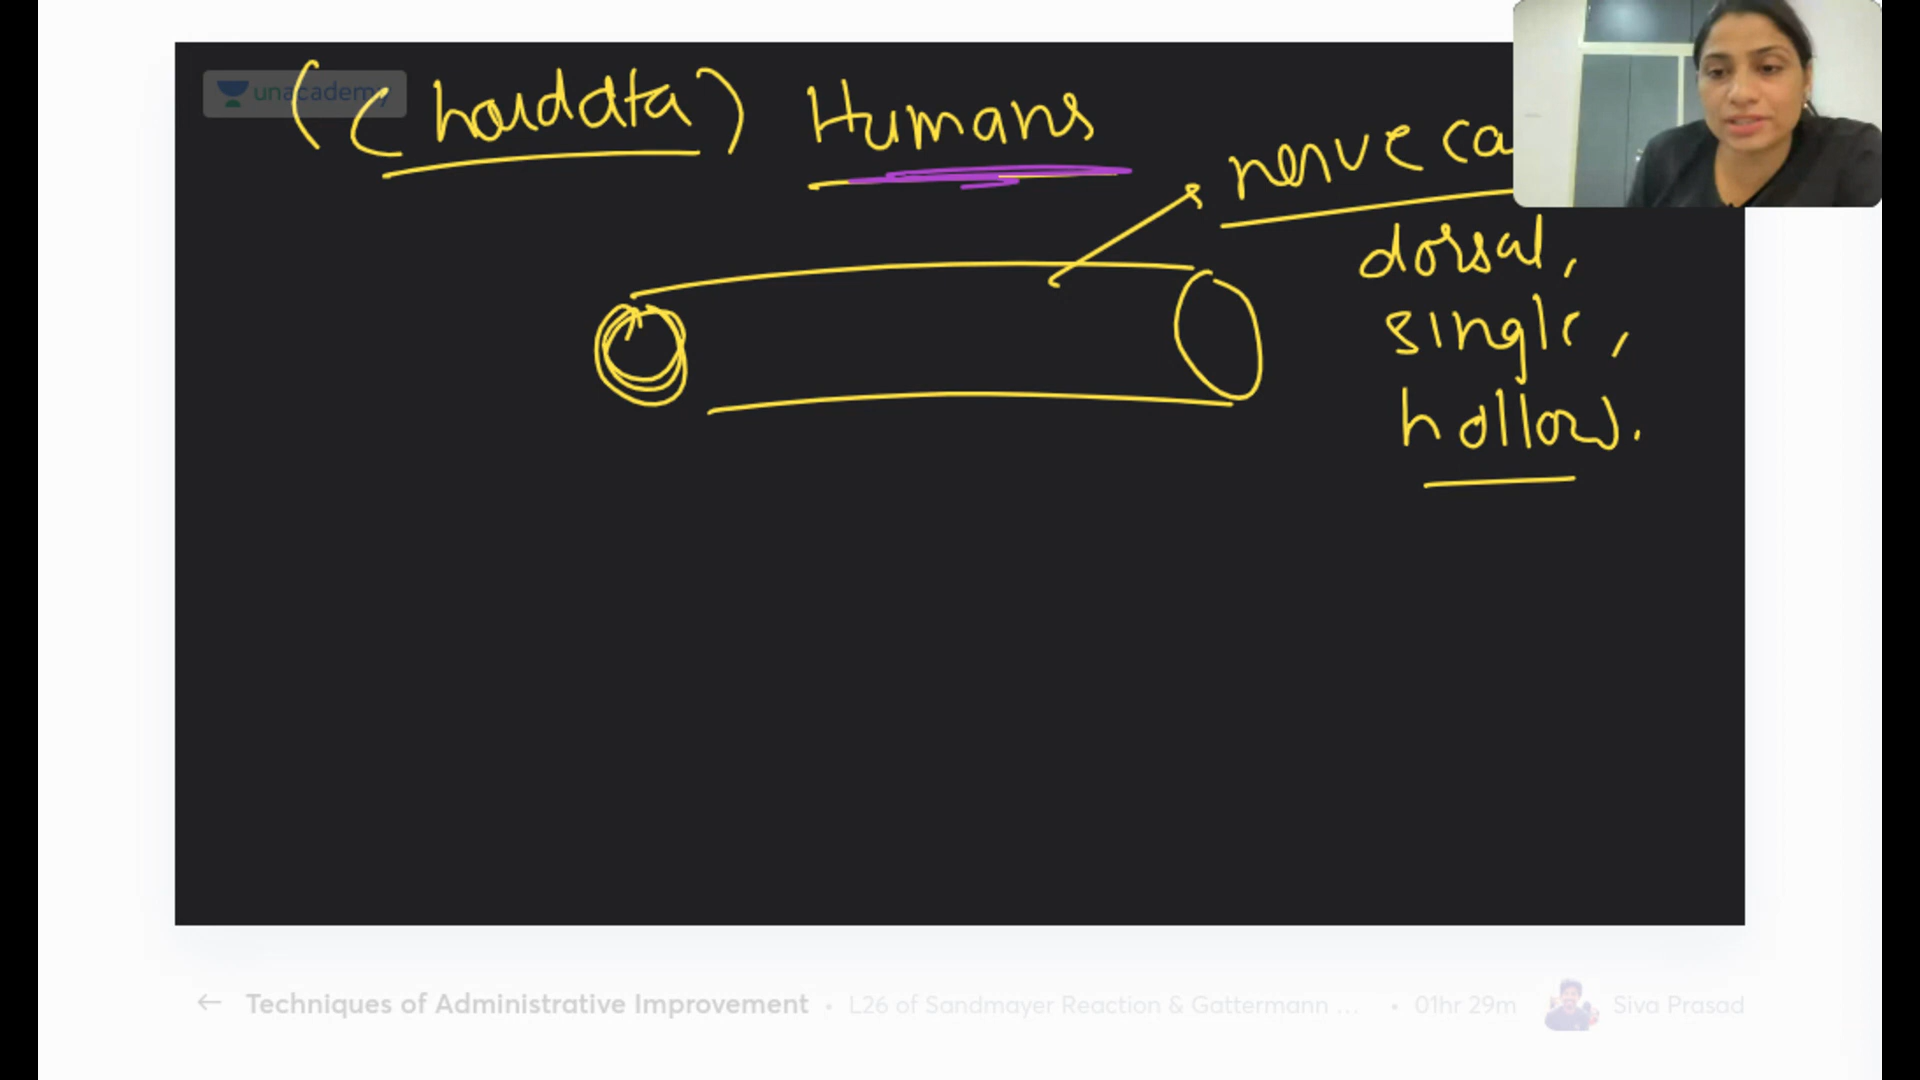 unacademy
(Chordata) Humans
nerve
dorsal,
single,
hollow.
← Techniques of Administrative Improvement • L26 of Sandmayer Reaction & Gattermann ... • 01hr 29m Siva Prasad